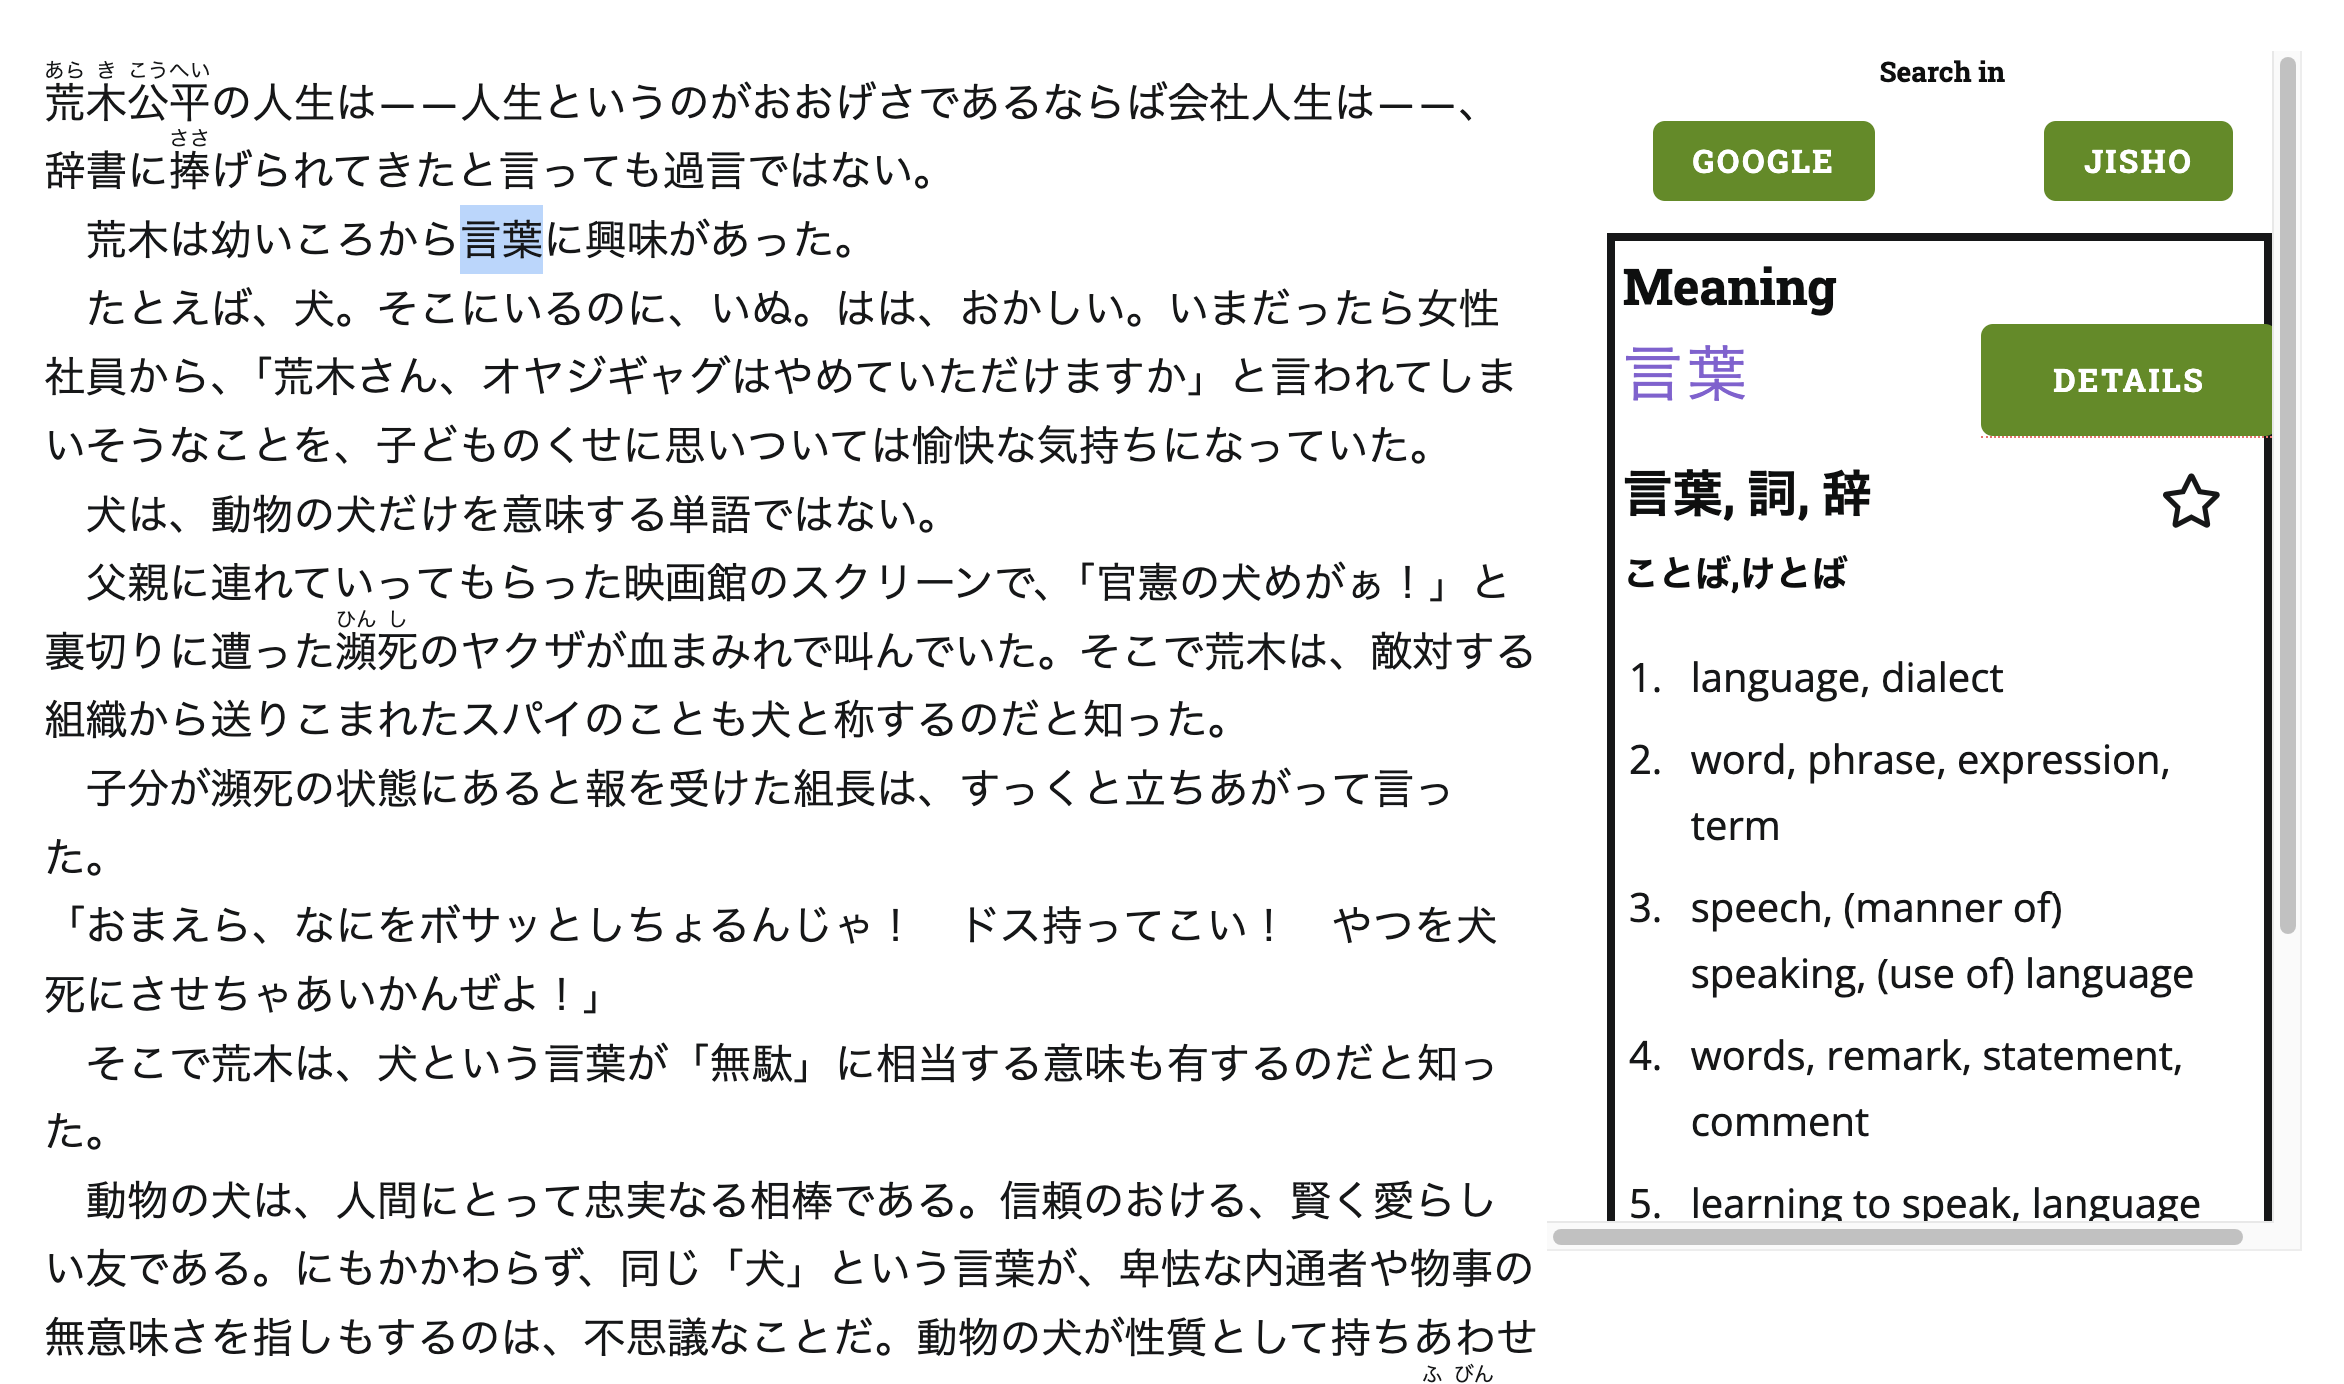 あら き こうへい
荒木公平の人生は――人生というのがおおげさであるならば会社人生は――、
ささ
辞書に捧げられてきたと言っても過言ではない。
　荒木は幼いころから言葉に興味があった。
　たとえば、犬。そこにいるのに、いぬ。はは、おかしい。いまだったら女性
社員から、「荒木さん、オヤジギャグはやめていただけますか」と言われてしま
いそうなことを、子どものくせに思いついては愉快な気持ちになっていた。
　犬は、動物の犬だけを意味する単語ではない。
　父親に連れていってもらった映画館のスクリーンで、「官憲の犬めがぁ！」と
ひん し
裏切りに遭った瀕死のヤクザが血まみれで叫んでいた。そこで荒木は、敵対する
組織から送りこまれたスパイのことも犬と称するのだと知った。
　子分が瀕死の状態にあると報を受けた組長は、すっくと立ちあがって言っ
た。
「おまえら、なにをボサッとしちょるんじゃ！　ドス持ってこい！　やつを犬
死にさせちゃあいかんぜよ！」
　そこで荒木は、犬という言葉が「無駄」に相当する意味も有するのだと知っ
た。
　動物の犬は、人間にとって忠実なる相棒である。信頼のおける、賢く愛らし
い友である。にもかかわらず、同じ「犬」という言葉が、卑怯な内通者や物事の
無意味さを指しもするのは、不思議なことだ。動物の犬が性質として持ちあわせ
ふ びん
Search in
GOOGLE
JISHO
Meaning
言葉
DETAILS
言葉, 詞, 辞
ことば,けとば
1. language, dialect
2. word, phrase, expression,
term
3. speech, (manner of)
speaking, (use of) language
4. words, remark, statement,
comment
5. learning to speak, language